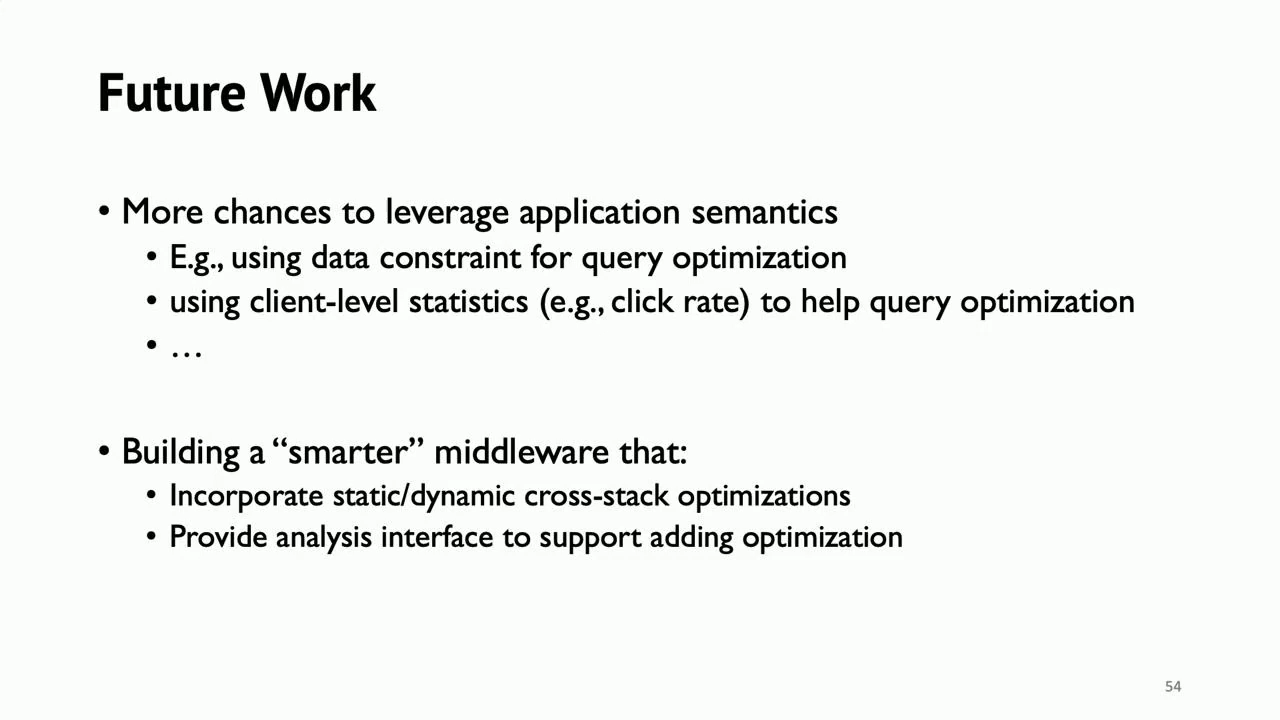 Future Work
• More chances to leverage application semantics
• E.g., using data constraint for query optimization
• using client-level statistics (e.g., click rate) to help query optimization
• …
• Building a “smarter” middleware that:
• Incorporate static/dynamic cross-stack optimizations
• Provide analysis interface to support adding optimization
54